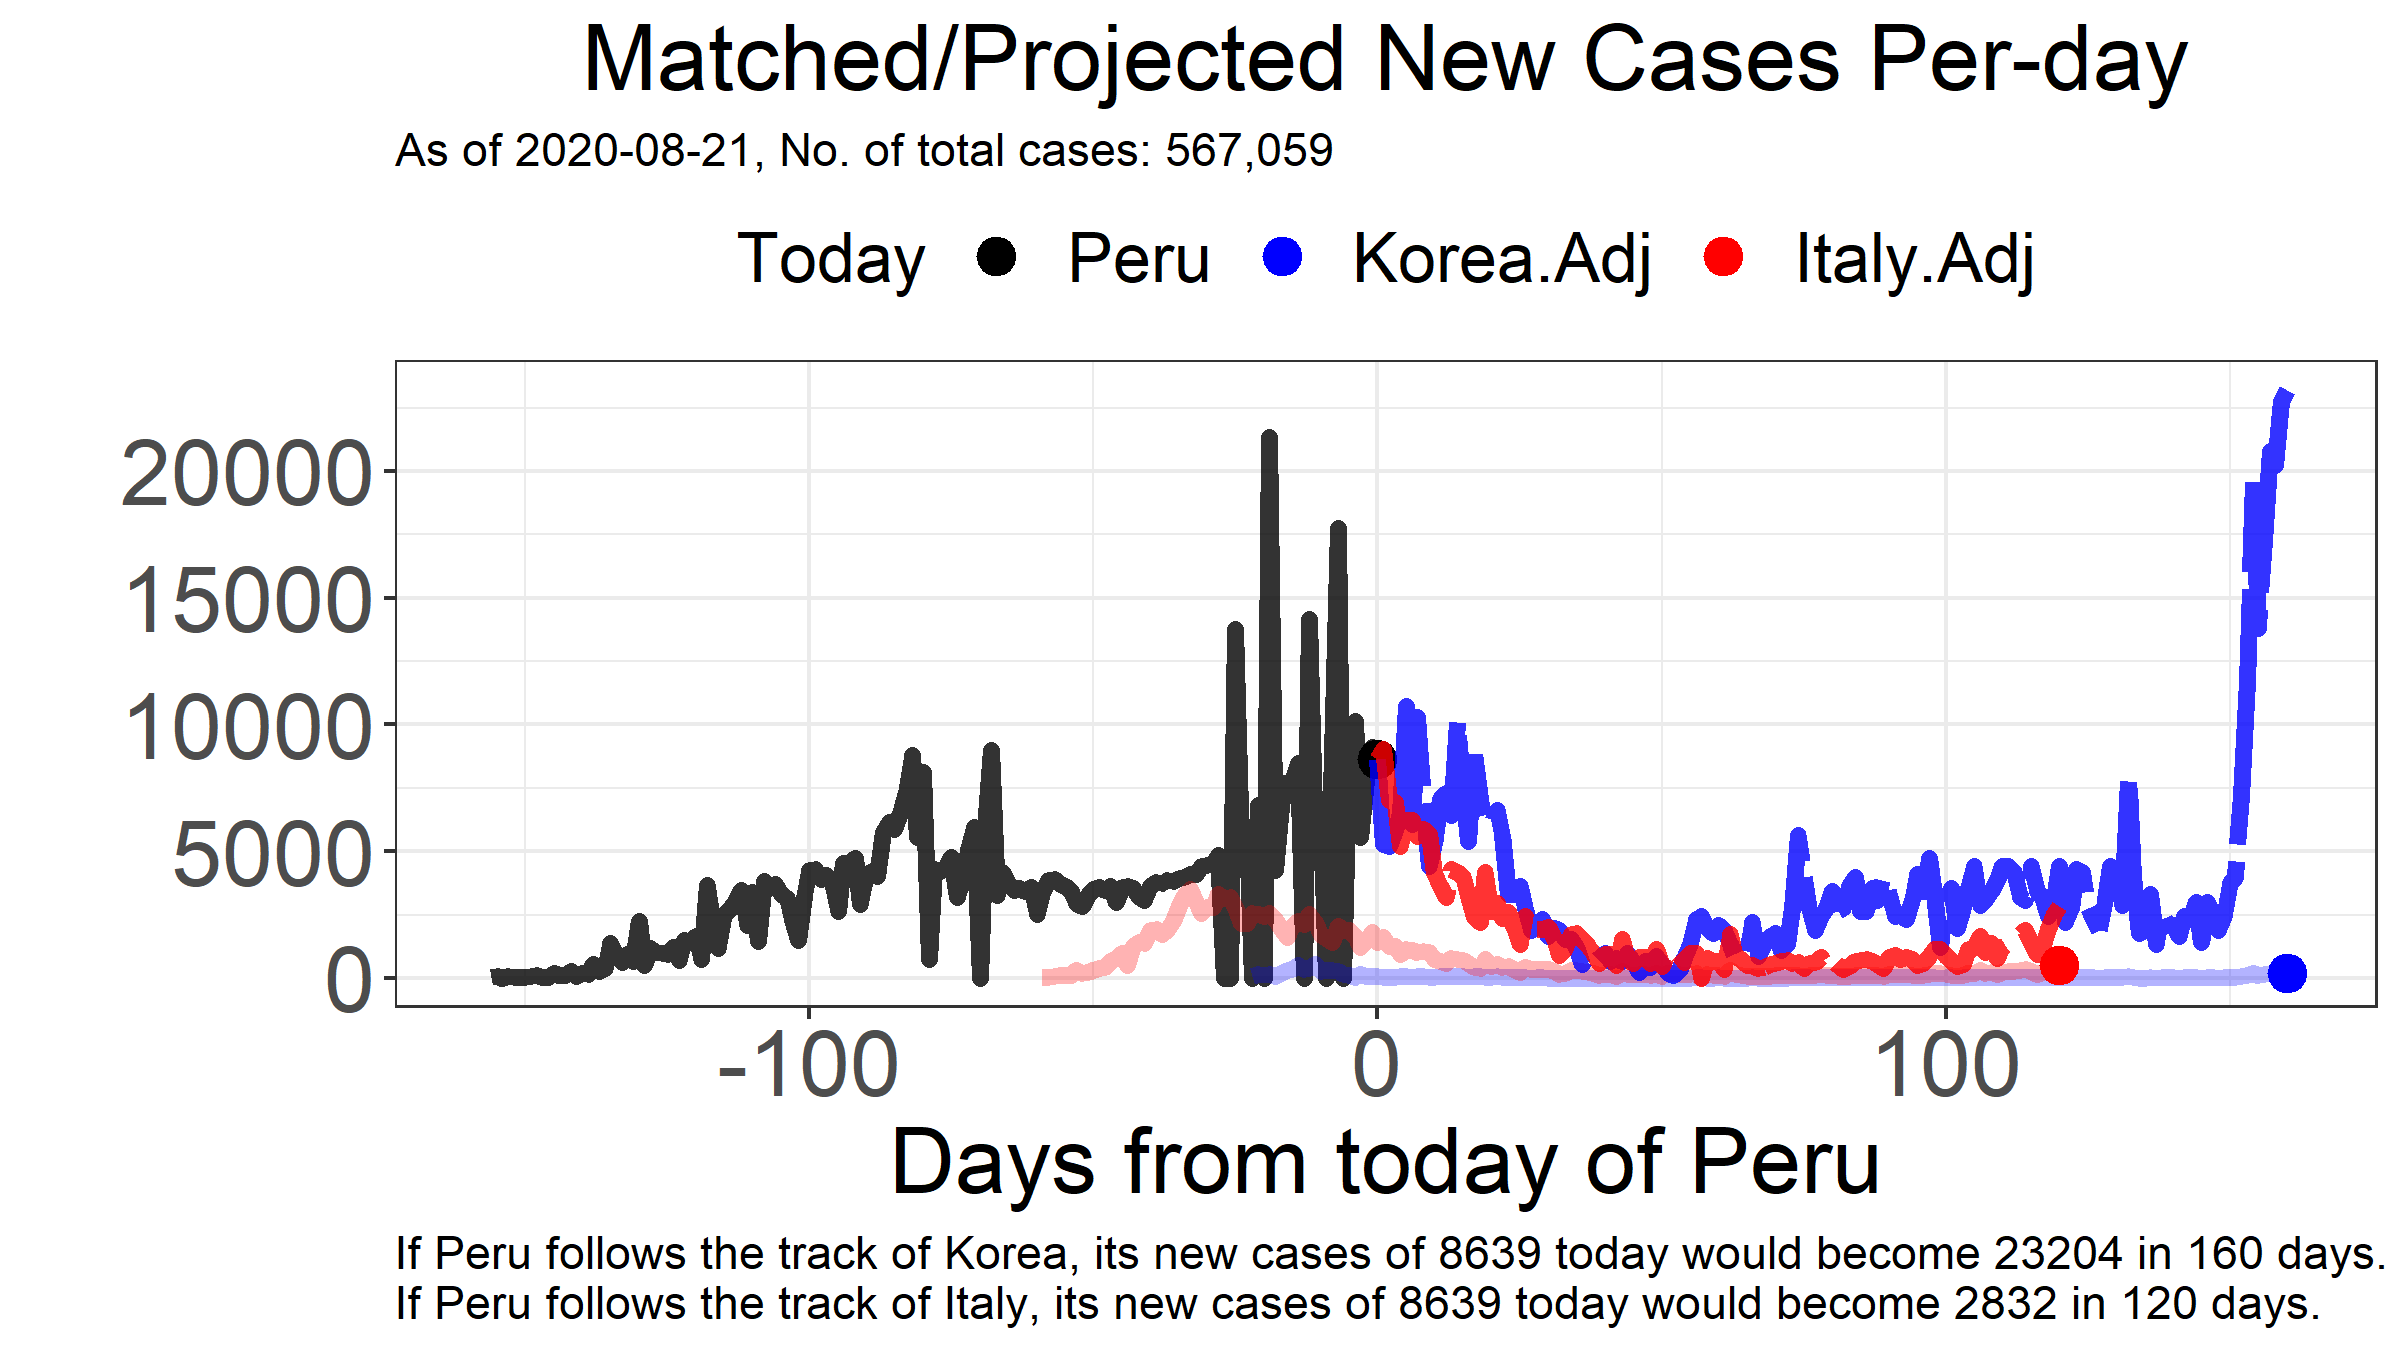 Matched/Projected New Cases Per-day
As of 2020-08-21, No. of total cases: 567,059
Today Peru Korea.Adj Italy.Adj
20000
15000
10000
5000
0
-100 0 100
Days from today of Peru
If Peru follows the track of Korea, its new cases of 8639 today would become 23204 in 160 days.
If Peru follows the track of Italy, its new cases of 8639 today would become 2832 in 120 days.